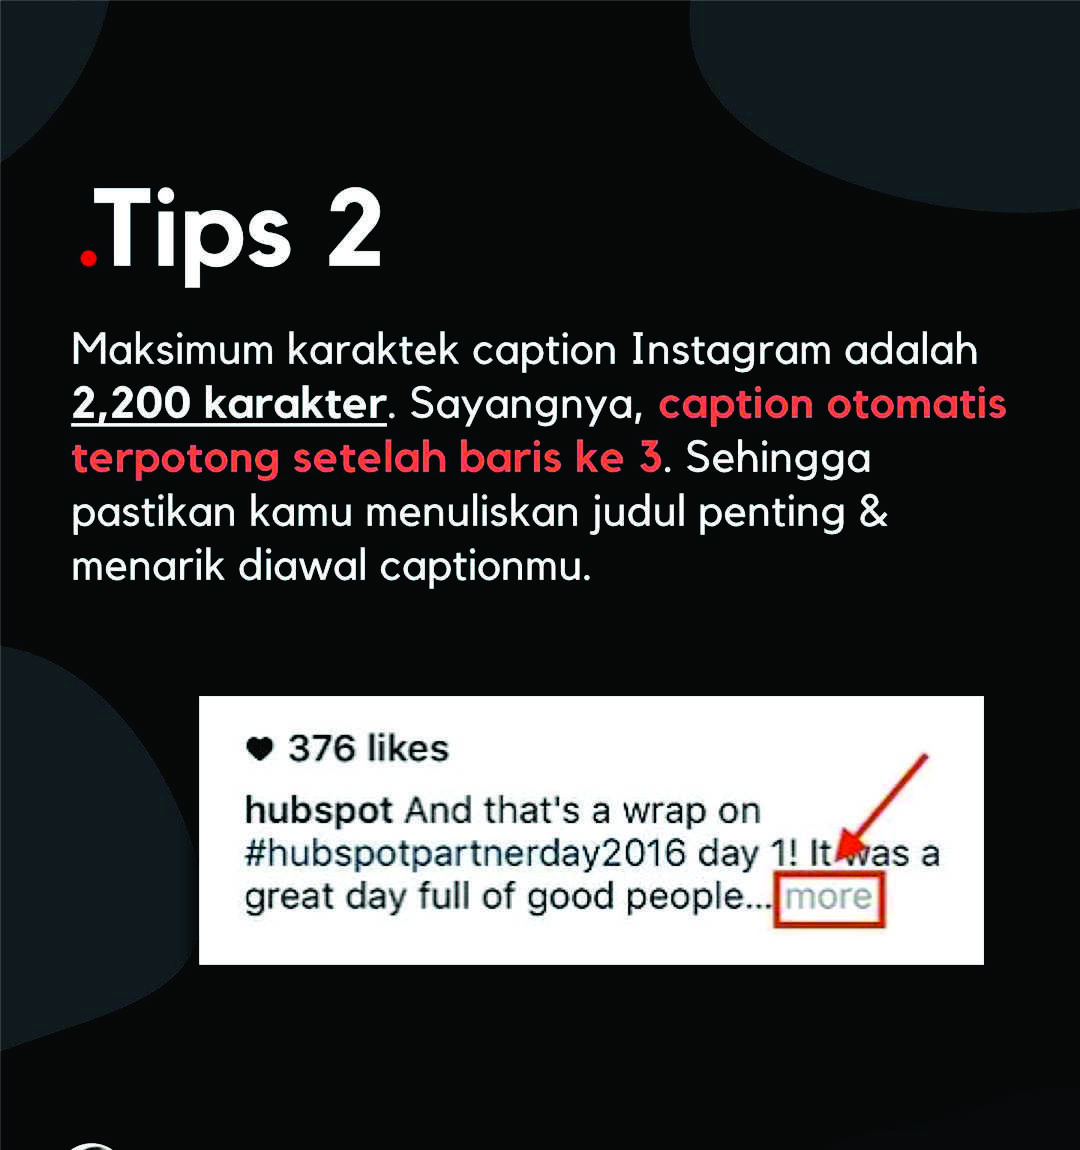 .Tips 2
Maksimum karaktek caption Instagram adalah
2,200 karakter. Sayangnya, caption otomatis
terpotong setelah baris ke 3. Sehingga
pastikan kamu menuliskan judul penting &
menarik diawal captionmu.
376 likes
hubspot And that's a wrap on
#hubspotpartnerday2016 day 1! It was a
great day full of good people... more